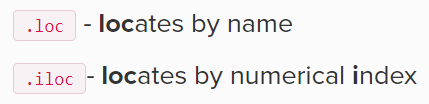 .loc - locates by name
.iloc - locates by numerical index